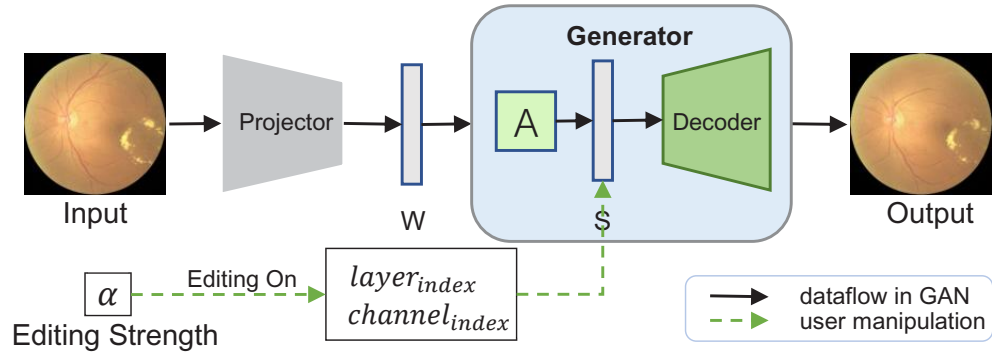 Generator
Projector
A
Decoder
Input
W
S
Output
α
Editing On
layer_index
channel_index
Editing Strength
dataflow in GAN
user manipulation